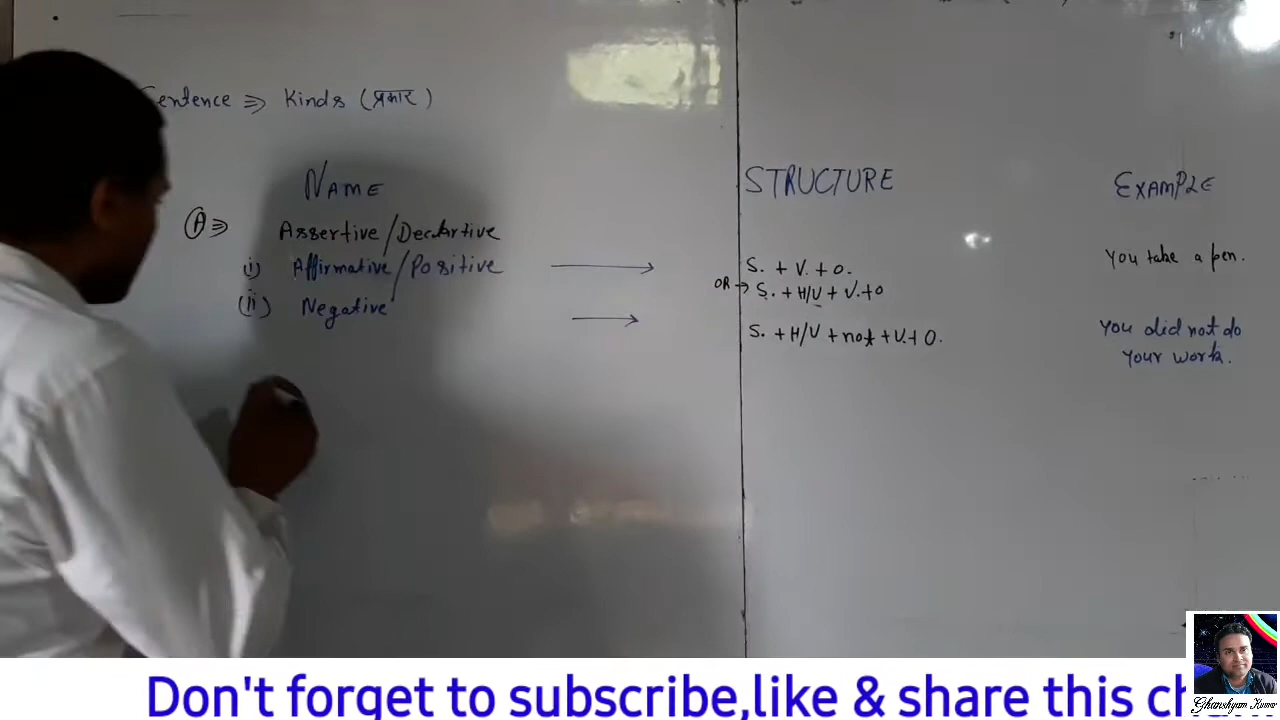 Sentence ⇒ Kinds (प्रकार)
NAME STRUCTURE EXAMPLE
(A) ⇒ Assertive/Declartive
(i) Affirmative/Positive → S. + V. + O. You take a pen.
OR → S. + H/V + V. + O
(ii) Negative → S. + H/V + not + V. + O. You did not do
your work.
Don't forget to subscribe,like & share this ch
Ghanshyam Kuma